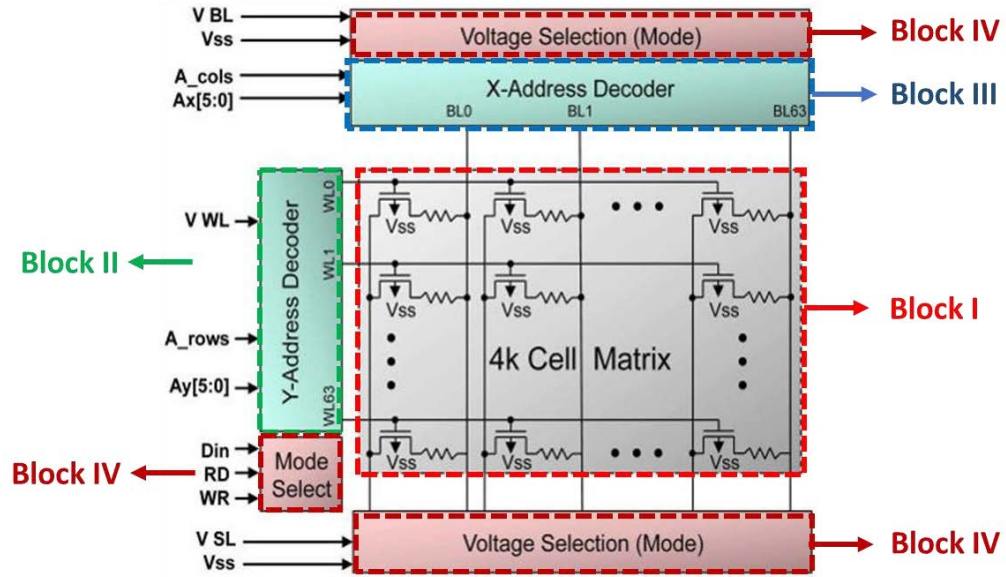 V BL
Vss
Voltage Selection (Mode)
Block IV
A_cols
Ax[5:0]
X-Address Decoder
BL0
BL1
BL63
Block III
Y-Address Decoder
WL0
WL1
WL63
V WL
Block II
A_rows
Ay[5:0]
Vss
Vss
Vss
Vss
Vss
Vss
4k Cell Matrix
Block I
Vss
Vss
Vss
Din
RD
WR
Mode
Select
Block IV
V SL
Vss
Voltage Selection (Mode)
Block IV